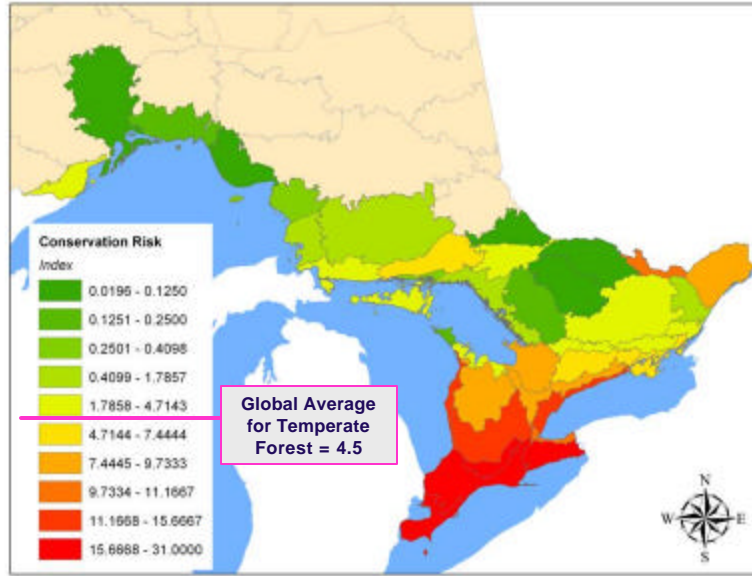 Conservation Risk
Index
0.0196 - 0.1250
0.1251 - 0.2500
0.2501 - 0.4098
0.4099 - 1.7857
1.7858 - 4.7143
4.7144 - 7.4444
7.4445 - 9.7333
9.7334 - 11.1667
11.1668 - 15.6667
15.6668 - 31.0000
Global Average
for Temperate
Forest = 4.5
N
W E
S